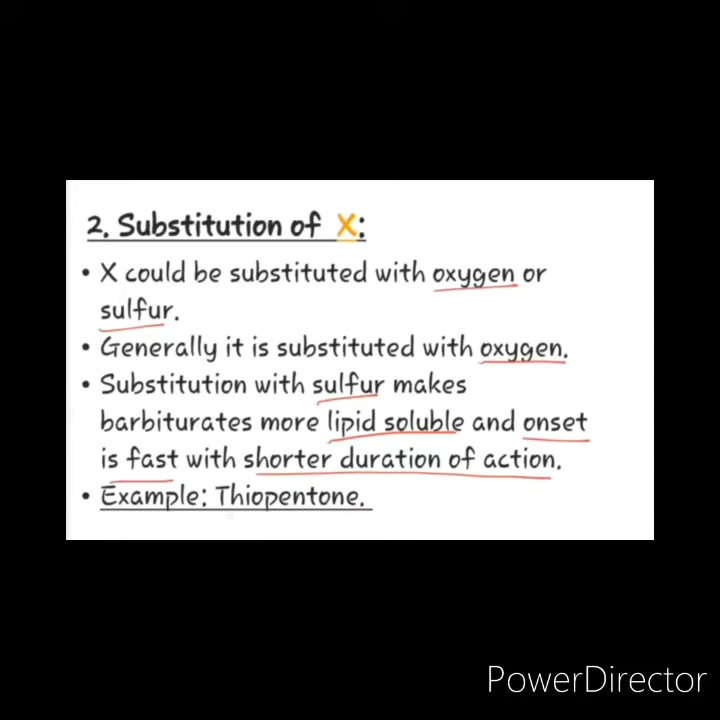 2. Substitution of X:
• X could be substituted with oxygen or
sulfur.
• Generally it is substituted with oxygen.
• Substitution with sulfur makes
barbiturates more lipid soluble and onset
is fast with shorter duration of action.
• Example: Thiopentone.
PowerDirector